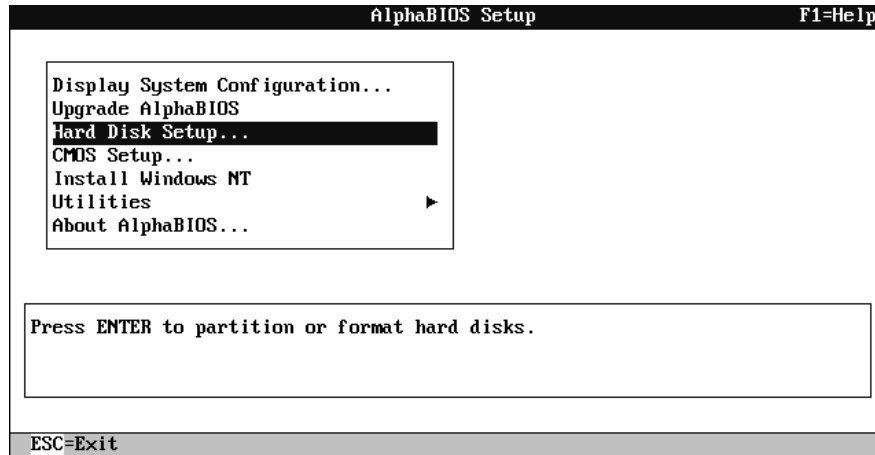 AlphaBIOS Setup F1=Help
Display System Configuration...
Upgrade AlphaBIOS
Hard Disk Setup...
CMOS Setup...
Install Windows NT
Utilities
About AlphaBIOS...
Press ENTER to partition or format hard disks.
ESC=Exit